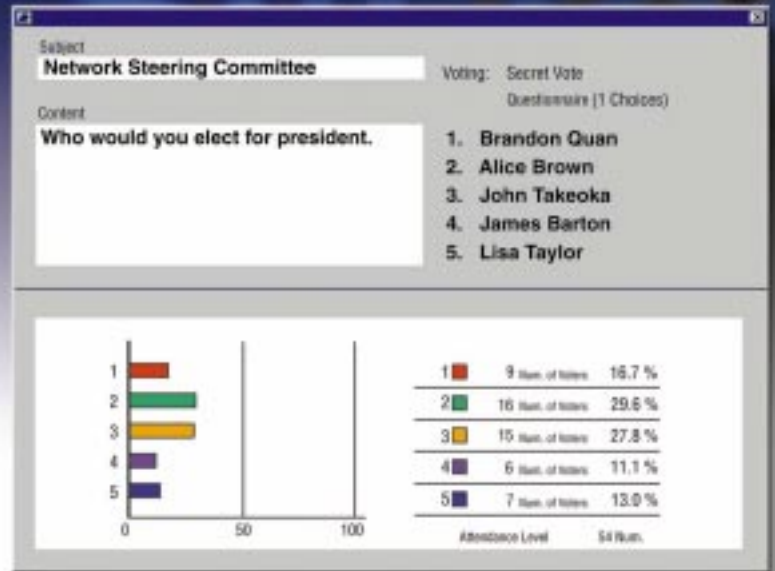 Subject
Network Steering Committee
Voting: Secret Vote
Questionnaire (1 Choices)
Content
Who would you elect for president.
1. Brandon Quan
2. Alice Brown
3. John Takeoka
4. James Barton
5. Lisa Taylor
1
2
3
4
5
0 50 100
1 9 Num. of Voters 16.7 %
2 16 Num. of Voters 29.6 %
3 15 Num. of Voters 27.8 %
4 6 Num. of Voters 11.1 %
5 7 Num. of Voters 13.0 %
Attendance Level 54 Num.